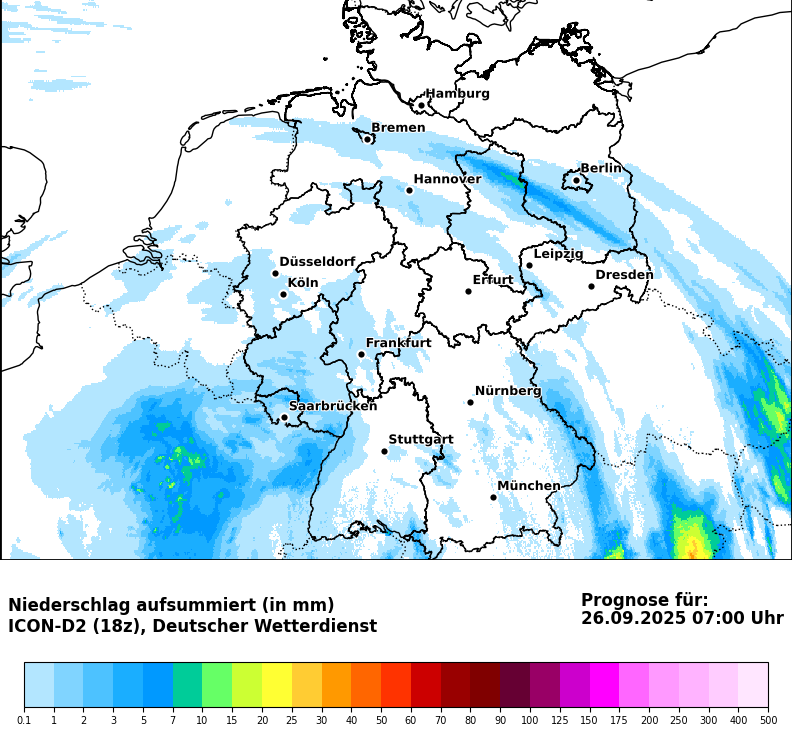 Hamburg
Bremen
Berlin
Hannover
Leipzig
Düsseldorf
Dresden
Köln
Erfurt
Frankfurt
Nürnberg
Saarbrücken
Stuttgart
München
Niederschlag aufsummiert (in mm)
ICON-D2 (18z), Deutscher Wetterdienst
Prognose für:
26.09.2025 07:00 Uhr
0.1 1 2 3 5 7 10 15 20 25 30 40 50 60 70 80 90 100 125 150 175 200 250 300 400 500